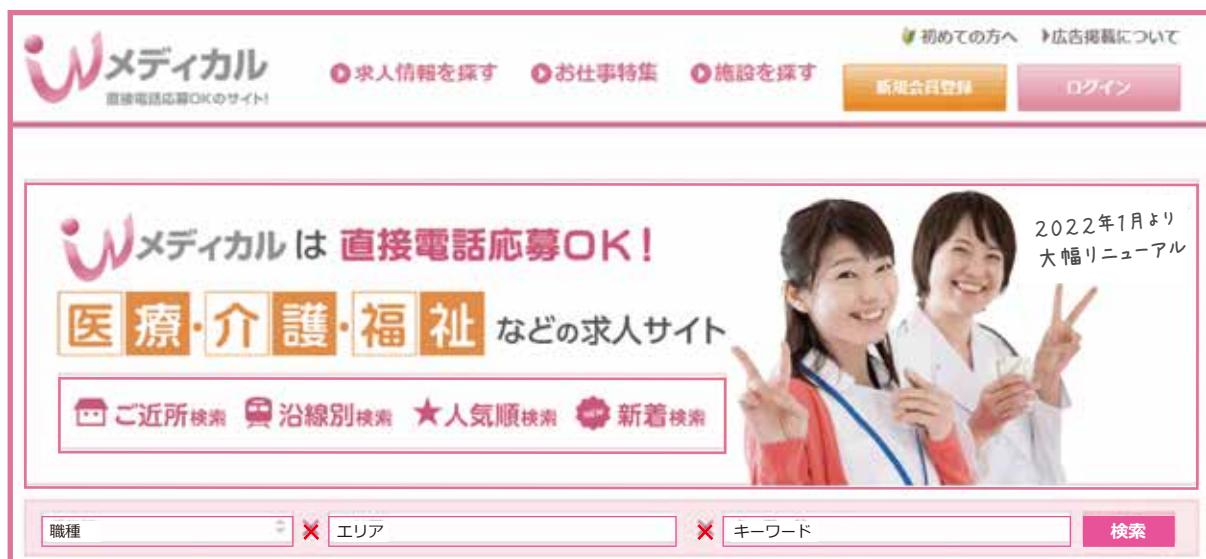 初めての方へ 広告掲載について
Wメディカル
直接電話応募OKのサイト!
求人情報を探す お仕事特集 施設を探す
新規会員登録 ログイン
Wメディカルは直接電話応募OK!
医療・介護・福祉などの求人サイト
2022年1月より
大幅リニューアル
ご近所検索 沿線別検索 ★人気順検索 新着検索
職種 × エリア × キーワード 検索